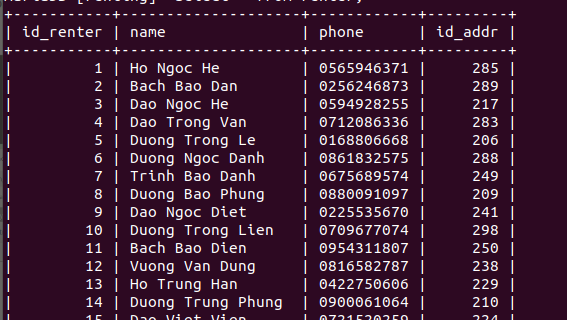 +-----------+--------------------+------------+---------+
| id_renter | name | phone | id_addr |
+-----------+--------------------+------------+---------+
| 1 | Ho Ngoc He | 0565946371 | 285 |
| 2 | Bach Bao Dan | 0256246873 | 289 |
| 3 | Dao Ngoc He | 0594928255 | 217 |
| 4 | Dao Trong Van | 0712086336 | 283 |
| 5 | Duong Trong Le | 0168806668 | 206 |
| 6 | Duong Ngoc Danh | 0861832575 | 288 |
| 7 | Trinh Bao Danh | 0675689574 | 249 |
| 8 | Duong Bao Phung | 0880091097 | 209 |
| 9 | Dao Ngoc Diet | 0225535670 | 241 |
| 10 | Duong Trong Lien | 0709677074 | 298 |
| 11 | Bach Bao Dien | 0954311807 | 250 |
| 12 | Vuong Van Dung | 0816582787 | 238 |
| 13 | Ho Trung Han | 0422750606 | 229 |
| 14 | Duong Trung Phung | 0900061064 | 210 |
| 15 | Dao Viet Vien |